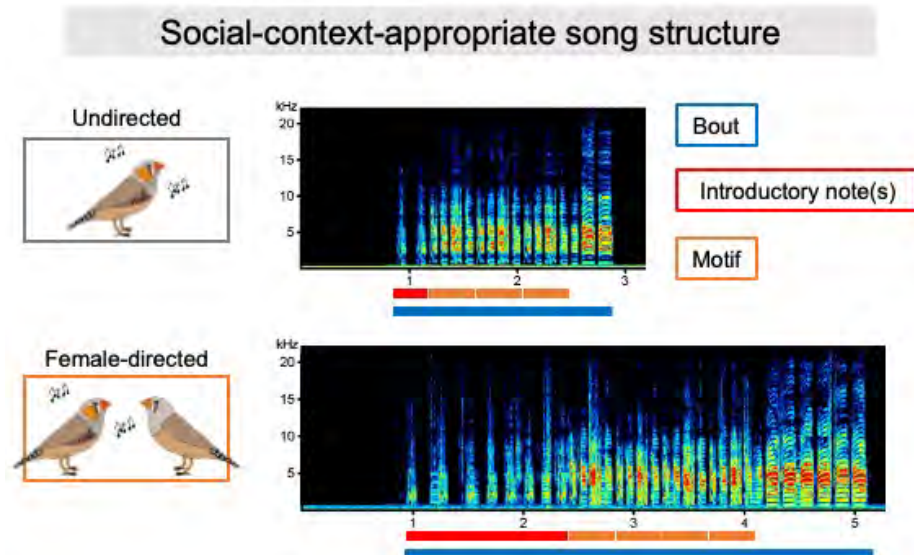 Social-context-appropriate song structure
Undirected
kHz
20
15
10
5
1 2 3
Bout
Introductory note(s)
Motif
Female-directed
kHz
20
15
10
5
1 2 3 4 5